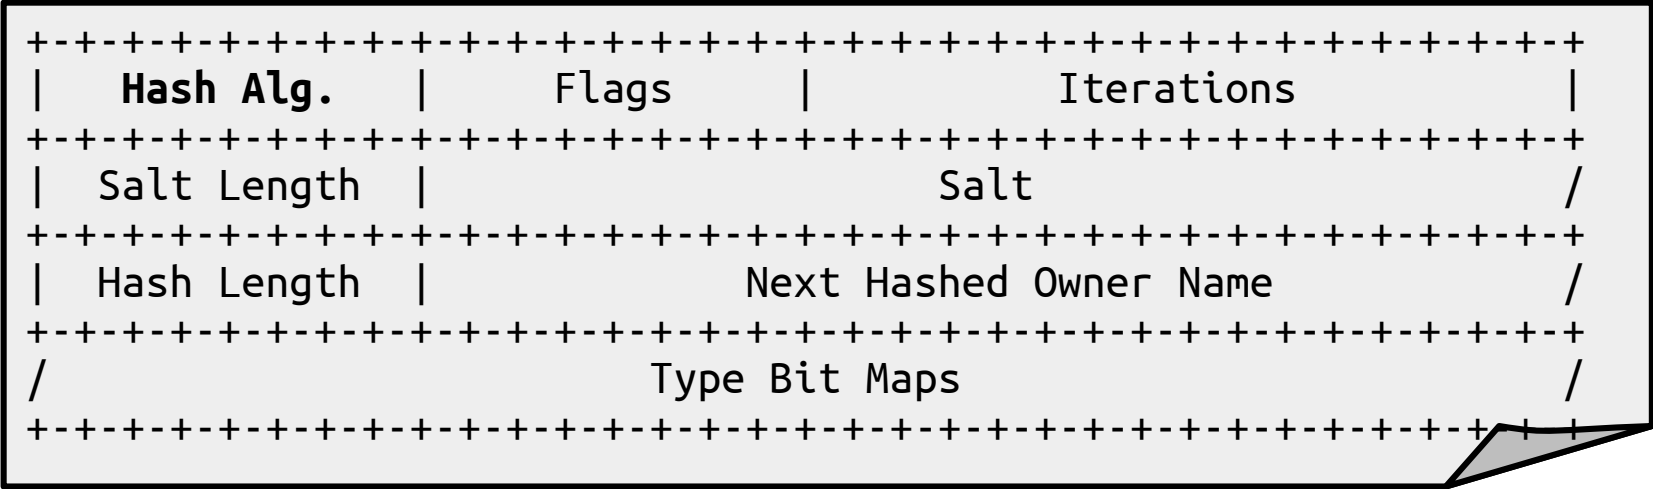 +-+-+-+-+-+-+-+-+-+-+-+-+-+-+-+-+-+-+-+-+-+-+-+-+-+-+-+-+-+-+-+-+
|   Hash Alg.   |     Flags     |          Iterations           |
+-+-+-+-+-+-+-+-+-+-+-+-+-+-+-+-+-+-+-+-+-+-+-+-+-+-+-+-+-+-+-+-+
|  Salt Length  |                     Salt                      /
+-+-+-+-+-+-+-+-+-+-+-+-+-+-+-+-+-+-+-+-+-+-+-+-+-+-+-+-+-+-+-+-+
|  Hash Length  |             Next Hashed Owner Name            /
+-+-+-+-+-+-+-+-+-+-+-+-+-+-+-+-+-+-+-+-+-+-+-+-+-+-+-+-+-+-+-+-+
/                         Type Bit Maps                         /
+-+-+-+-+-+-+-+-+-+-+-+-+-+-+-+-+-+-+-+-+-+-+-+-+-+-+-+-+-+-+-+-+